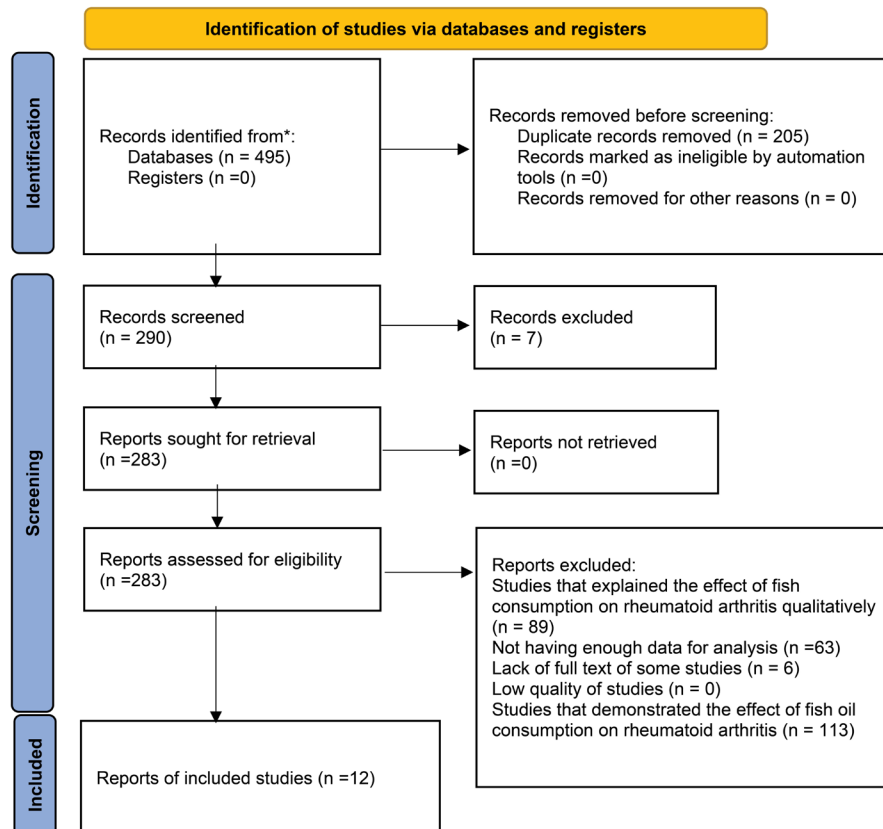 Identification of studies via databases and registers
Identification
Records identified from*:
Databases (n = 495)
Registers (n =0)
Records removed before screening:
Duplicate records removed (n = 205)
Records marked as ineligible by automation
tools (n =0)
Records removed for other reasons (n = 0)
Screening
Records screened
(n = 290)
Records excluded
(n = 7)
Reports sought for retrieval
(n =283)
Reports not retrieved
(n =0)
Reports assessed for eligibility
(n =283)
Reports excluded:
Studies that explained the effect of fish
consumption on rheumatoid arthritis qualitatively
(n = 89)
Not having enough data for analysis (n =63)
Lack of full text of some studies (n = 6)
Low quality of studies (n = 0)
Studies that demonstrated the effect of fish oil
consumption on rheumatoid arthritis (n = 113)
Included
Reports of included studies (n =12)